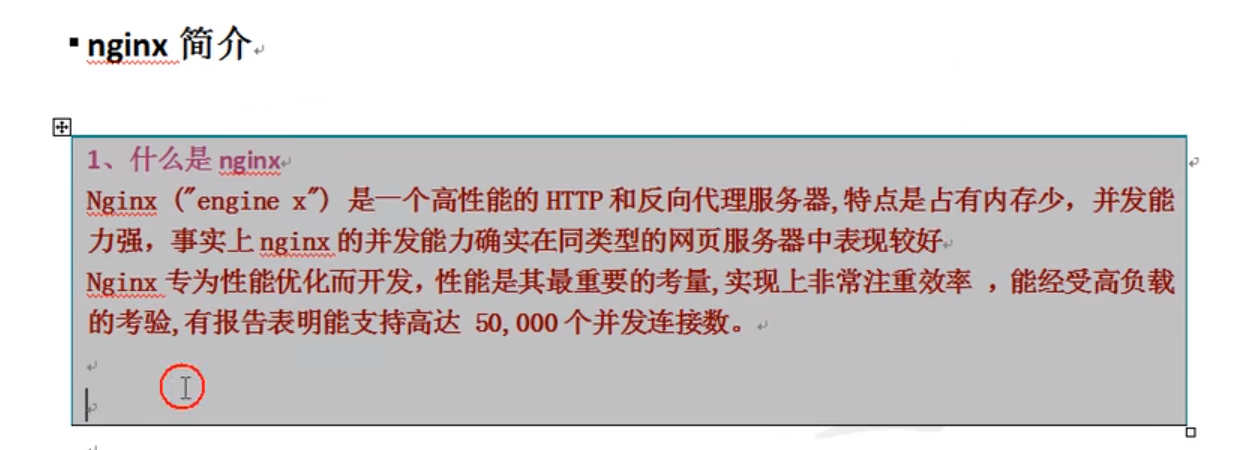 nginx 简介
1、什么是 nginx
Nginx ("engine x") 是一个高性能的 HTTP 和反向代理服务器,特点是占有内存少，并发能
力强，事实上 nginx 的并发能力确实在同类型的网页服务器中表现较好
Nginx 专为性能优化而开发，性能是其最重要的考量,实现上非常注重效率 ，能经受高负载
的考验,有报告表明能支持高达 50,000 个并发连接数。